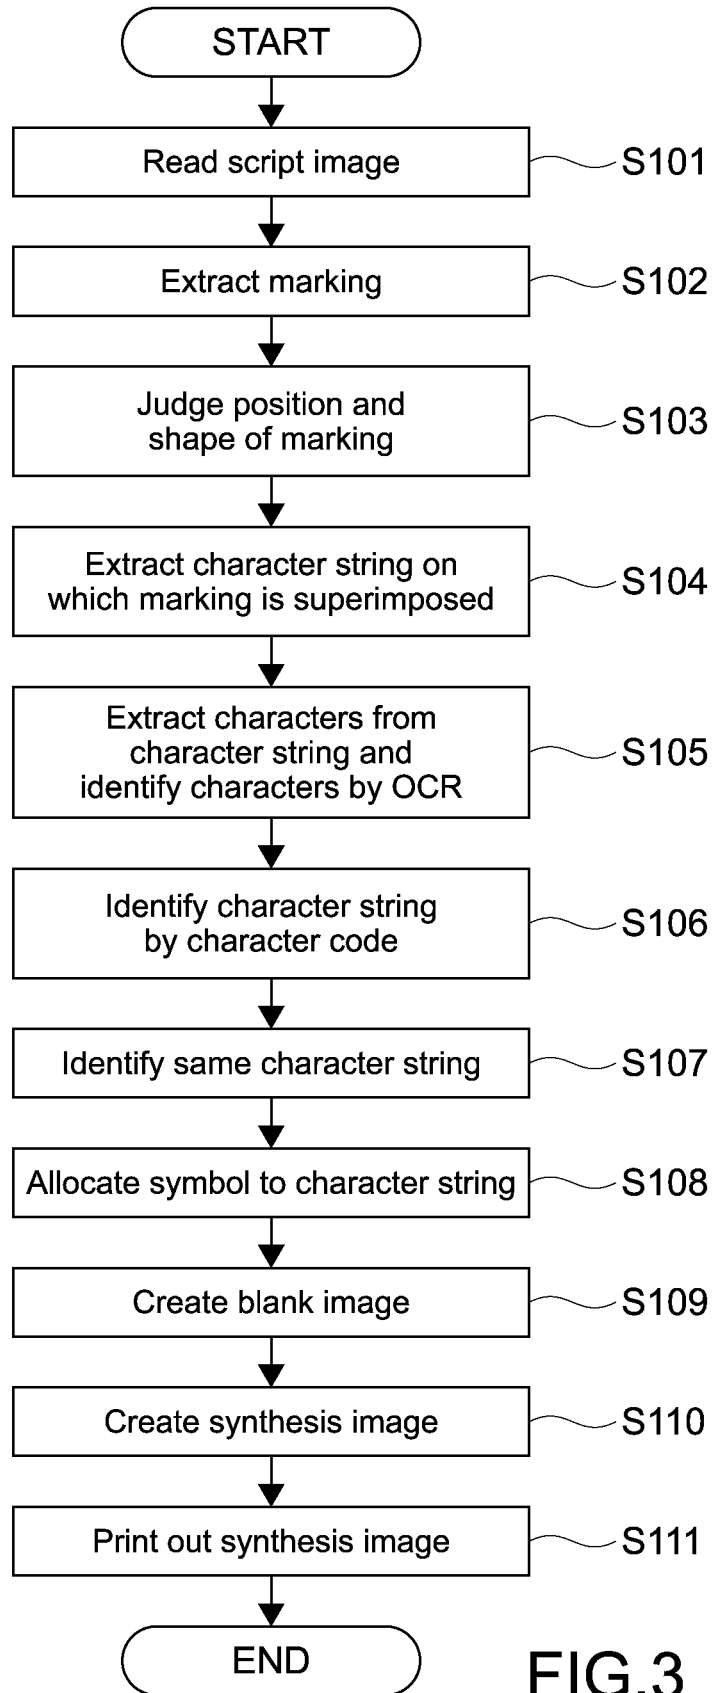 START
Read script image
S101
Extract marking
S102
Judge position and
shape of marking
S103
Extract character string on
which marking is superimposed
S104
Extract characters from
character string and
identify characters by OCR
S105
Identify character string
by character code
S106
Identify same character string
S107
Allocate symbol to character string
S108
Create blank image
S109
Create synthesis image
S110
Print out synthesis image
S111
END
FIG.3